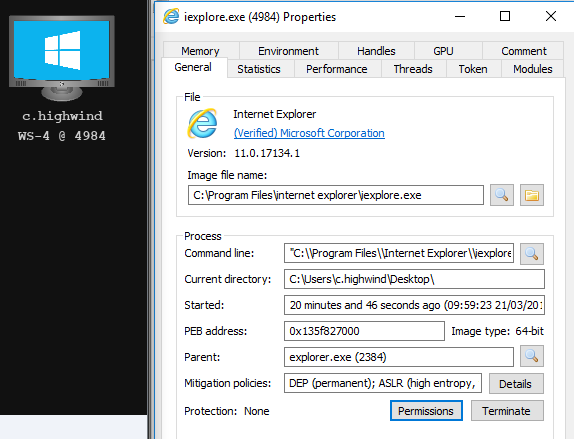 c.highwind
WS-4 @ 4984
iexplore.exe (4984) Properties
Memory Environment Handles GPU Comment
General Statistics Performance Threads Token Modules
File
Internet Explorer
(Verified) Microsoft Corporation
Version: 11.0.17134.1
Image file name:
C:\Program Files\internet explorer\iexplore.exe
Process
Command line: "C:\\Program Files\\Internet Explorer\\iexplore
Current directory: C:\Users\c.highwind\Desktop\
Started: 20 minutes and 46 seconds ago (09:59:23 21/03/201
PEB address: 0x135f827000 Image type: 64-bit
Parent: explorer.exe (2384)
Mitigation policies: DEP (permanent); ASLR (high entropy, Details
Protection: None Permissions Terminate